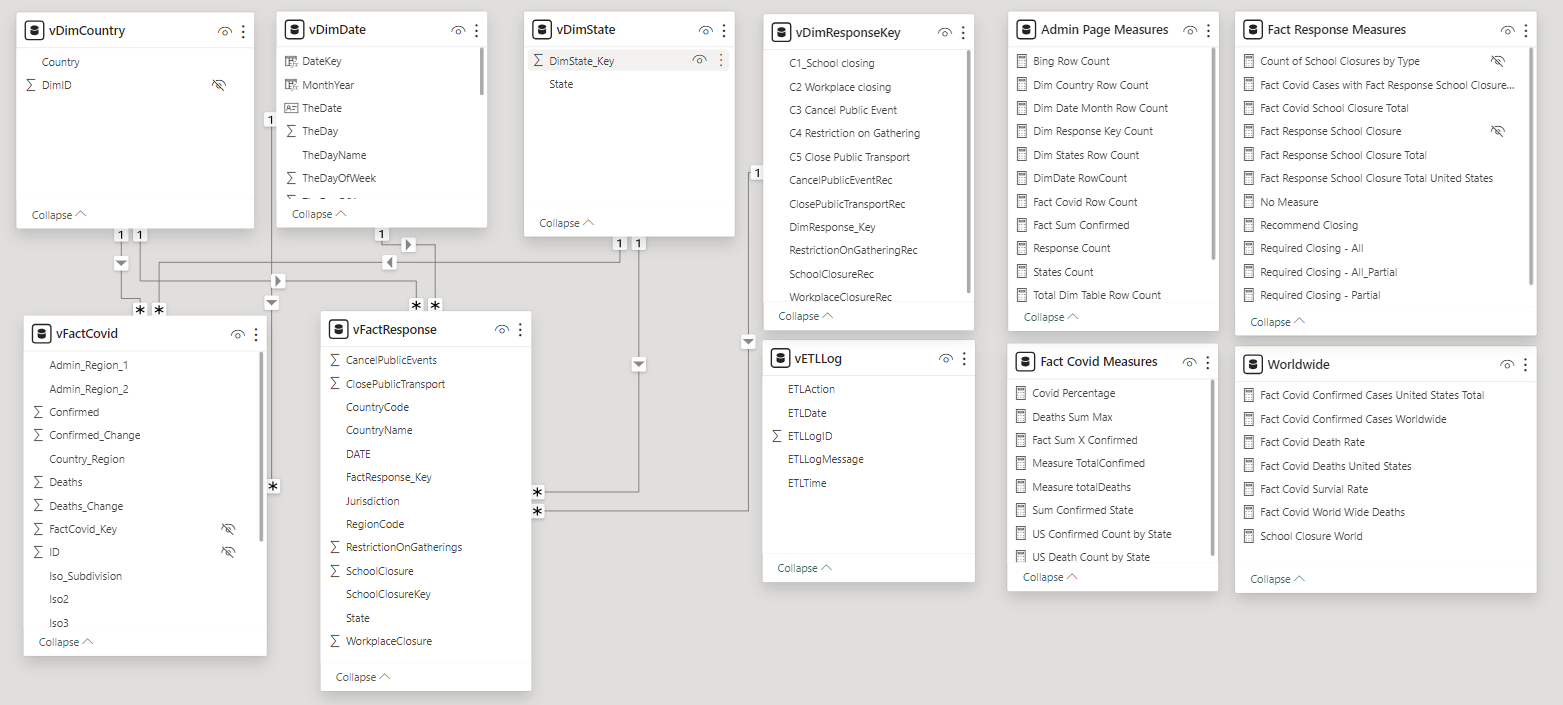 vDimCountry
Country
DimID
Collapse
vDimDate
DateKey
MonthYear
TheDate
TheDay
TheDayName
TheDayOfWeek
Collapse
vDimState
DimState_Key
State
Collapse
vDimResponseKey
C1_School closing
C2 Workplace closing
C3 Cancel Public Event
C4 Restriction on Gathering
C5 Close Public Transport
CancelPublicEventRec
ClosePublicTransportRec
DimResponse_Key
RestrictionOnGatheringRec
SchoolClosureRec
WorkplaceClosureRec
Collapse
Admin Page Measures
Bing Row Count
Dim Country Row Count
Dim Date Month Row Count
Dim Response Key Count
Dim States Row Count
DimDate RowCount
Fact Covid Row Count
Fact Sum Confirmed
Response Count
States Count
Total Dim Table Row Count
Collapse
Fact Response Measures
Count of School Closures by Type
Fact Covid Cases with Fact Response School Closure...
Fact Covid School Closure Total
Fact Response School Closure
Fact Response School Closure Total
Fact Response School Closure Total United States
No Measure
Recommend Closing
Required Closing - All
Required Closing - All_Partial
Required Closing - Partial
Collapse
1
1
1
1
1
1
1
*
*
*
*
*
*
*
vFactCovid
Admin_Region_1
Admin_Region_2
Confirmed
Confirmed_Change
Country_Region
Deaths
Deaths_Change
FactCovid_Key
ID
Iso_Subdivision
Iso2
Iso3
Collapse
vFactResponse
CancelPublicEvents
ClosePublicTransport
CountryCode
CountryName
DATE
FactResponse_Key
Jurisdiction
RegionCode
RestrictionOnGatherings
SchoolClosure
SchoolClosureKey
State
WorkplaceClosure
Collapse
vETLLog
ETLAction
ETLDate
ETLLogID
ETLLogMessage
ETLTime
Collapse
Fact Covid Measures
Covid Percentage
Deaths Sum Max
Fact Sum X Confirmed
Measure TotalConfimed
Measure totalDeaths
Sum Confirmed State
US Confirmed Count by State
US Death Count by State
Collapse
Worldwide
Fact Covid Confirmed Cases United States Total
Fact Covid Confirmed Cases Worldwide
Fact Covid Death Rate
Fact Covid Deaths United States
Fact Covid Survial Rate
Fact Covid World Wide Deaths
School Closure World
Collapse